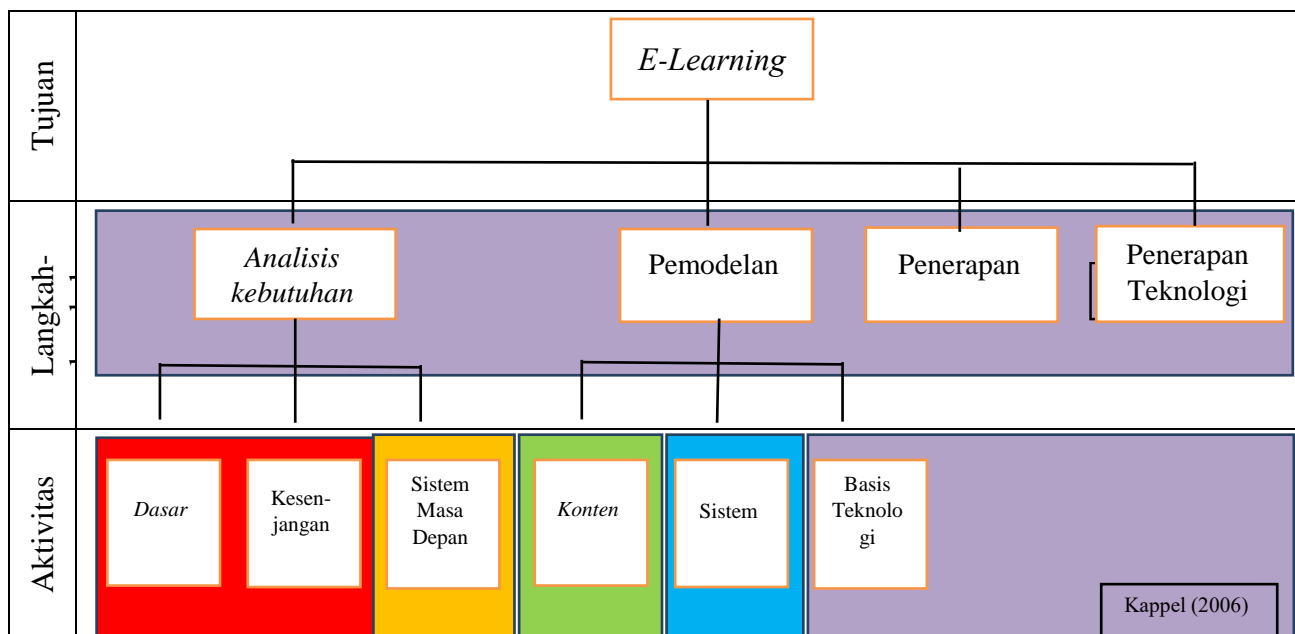 Tujuan
E-Learning
Langkah-
Analisis
kebutuhan
Pemodelan
Penerapan
Penerapan
Teknologi
Aktivitas
Dasar
Kesen-
jangan
Sistem
Masa
Depan
Konten
Sistem
Basis
Teknolo
gi
Kappel (2006)